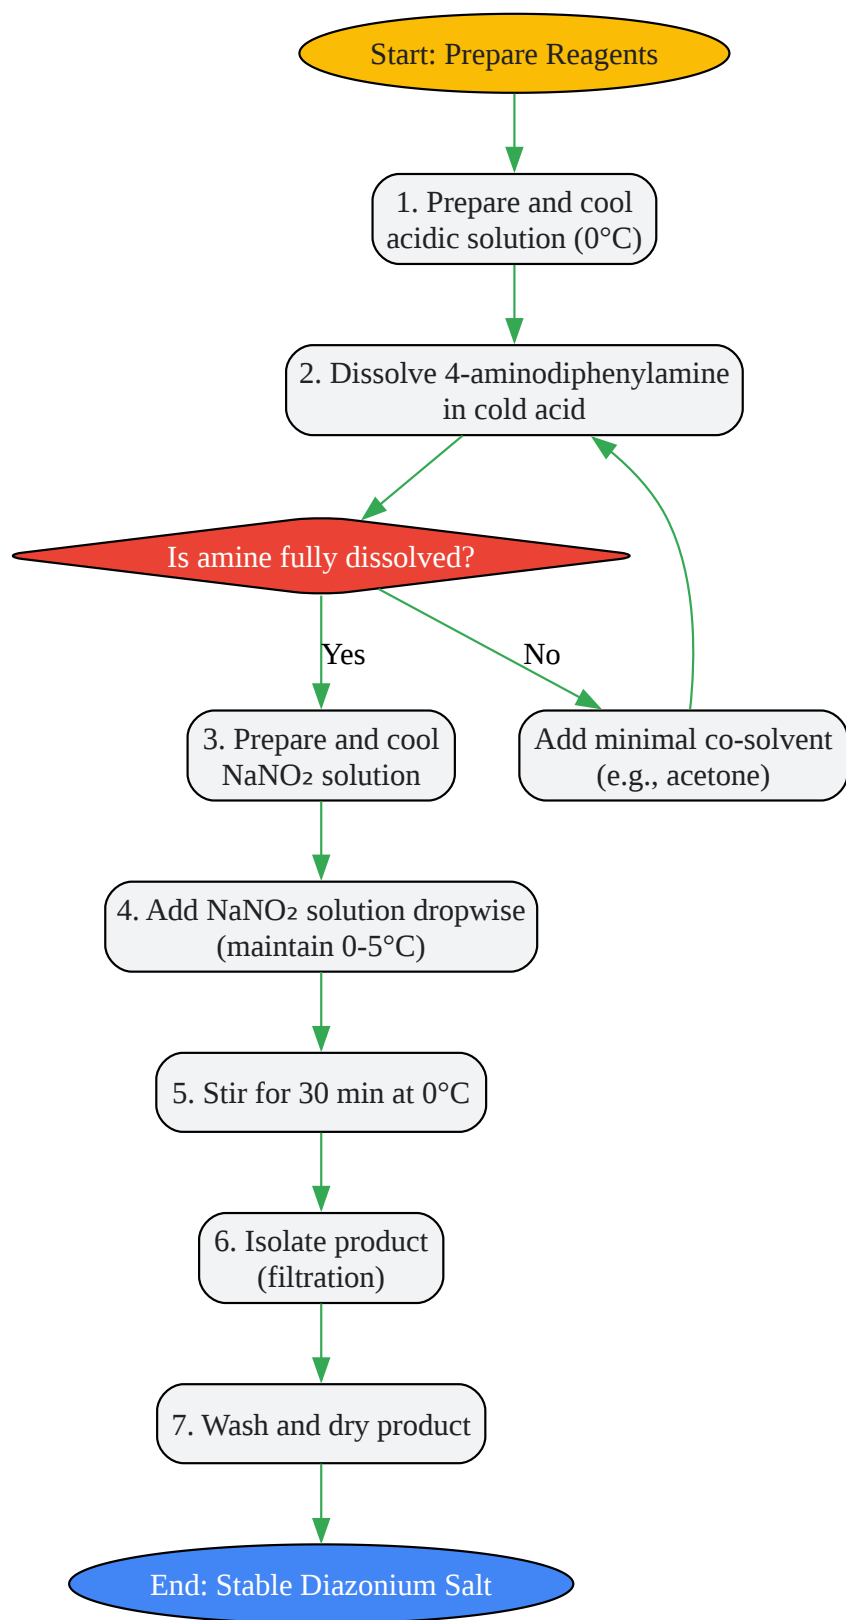 Start: Prepare Reagents
1. Prepare and cool
acidic solution (0°C)
2. Dissolve 4-aminodiphenylamine
in cold acid
Is amine fully dissolved?
Yes
No
3. Prepare and cool
NaNO₂ solution
Add minimal co-solvent
(e.g., acetone)
4. Add NaNO₂ solution dropwise
(maintain 0-5°C)
5. Stir for 30 min at 0°C
6. Isolate product
(filtration)
7. Wash and dry product
End: Stable Diazonium Salt